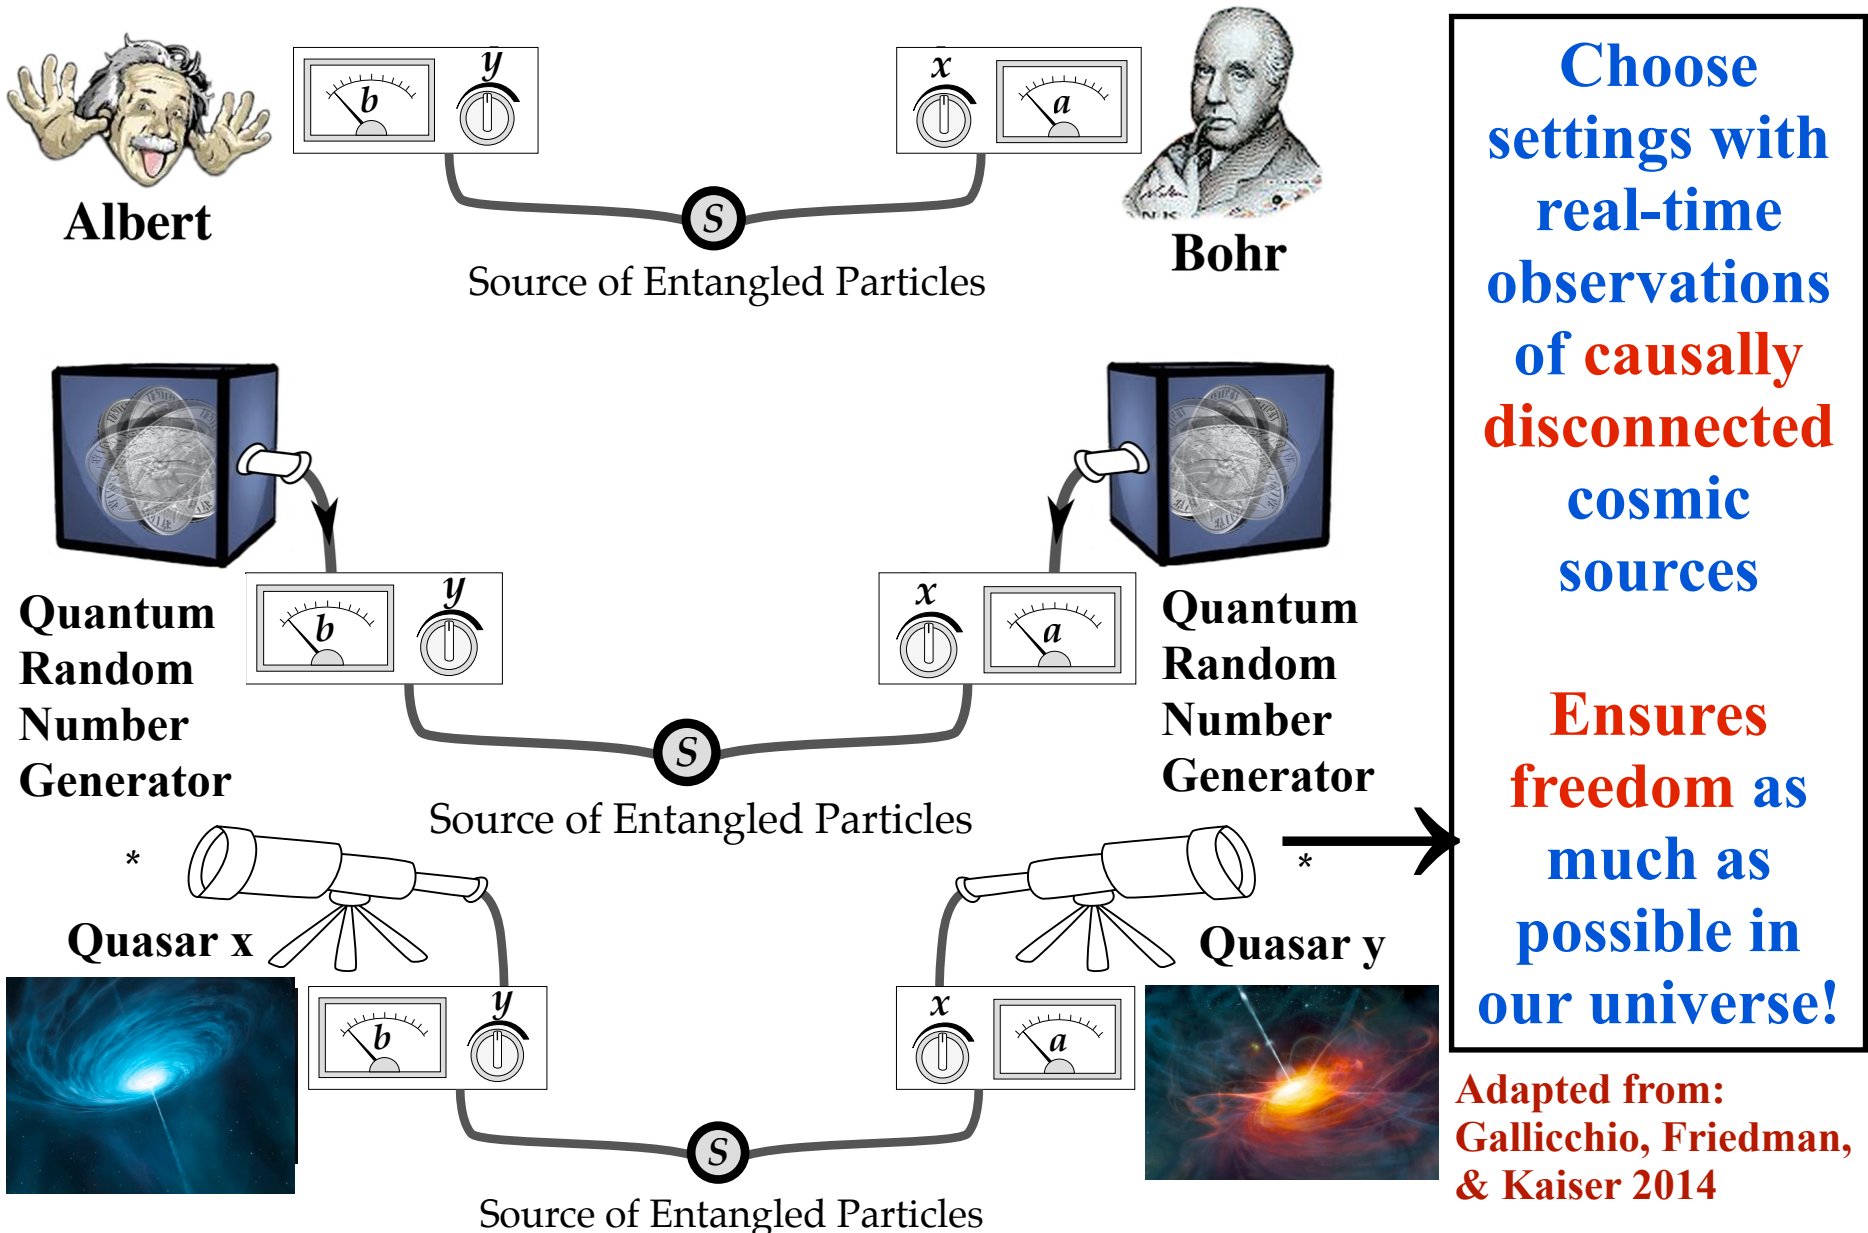 b
y
x
a
Albert
S
Bohr
Source of Entangled Particles
b
y
x
a
Quantum
Random
Number
Generator
Quantum
Random
Number
Generator
S
Source of Entangled Particles
*
*
Quasar x
Quasar y
b
y
x
a
S
Source of Entangled Particles
Choose
settings with
real-time
observations
of causally
disconnected
cosmic
sources
Ensures
freedom as
much as
possible in
our universe!
Adapted from:
Gallicchio, Friedman,
& Kaiser 2014